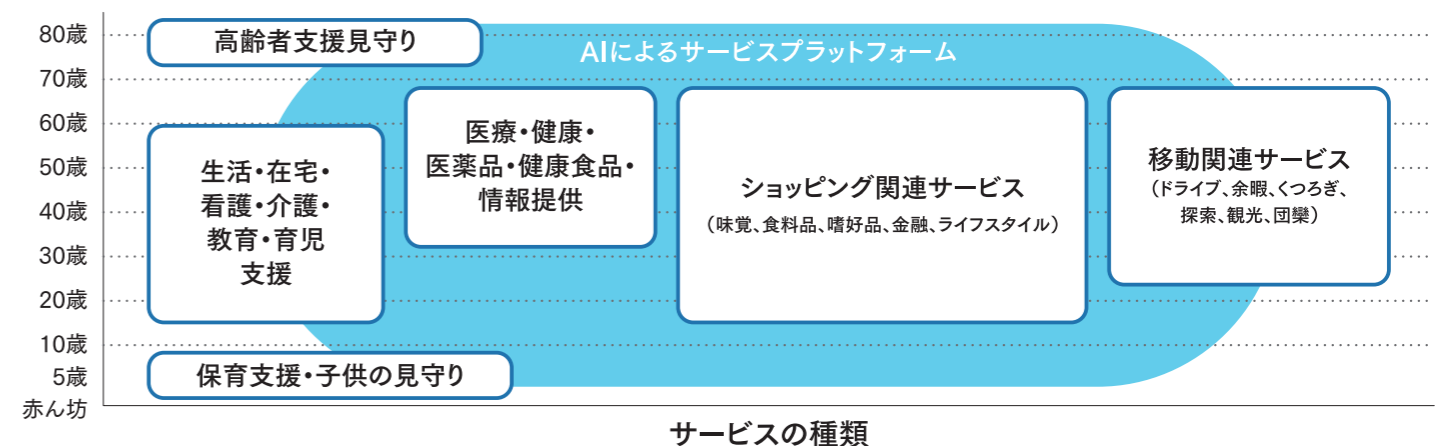 80歳
70歳
60歳
50歳
40歳
30歳
20歳
10歳
5歳
赤ん坊
高齢者支援見守り
AIによるサービスプラットフォーム
生活・在宅・
看護・介護・
教育・育児
支援
医療・健康・
医薬品・健康食品・
情報提供
ショッピング関連サービス
（味覚、食料品、嗜好品、金融、ライフスタイル）
移動関連サービス
（ドライブ、余暇、くつろぎ、
探索、観光、団欒）
保育支援・子供の見守り
サービスの種類